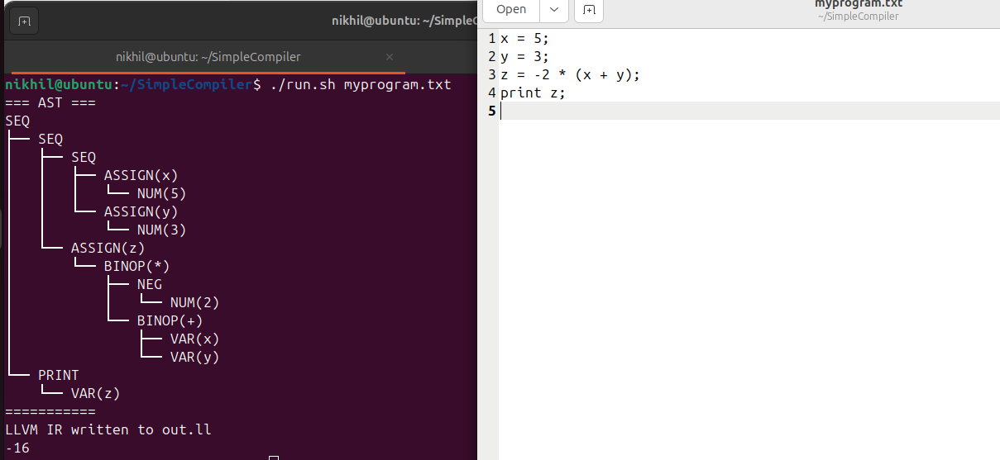 nikhil@ubuntu: ~/SimpleC
nikhil@ubuntu: ~/SimpleCompiler ×
nikhil@ubuntu:~/SimpleCompiler$ ./run.sh myprogram.txt
=== AST ===
SEQ
├── SEQ
│   ├── SEQ
│   │   ├── ASSIGN(x)
│   │   │   └── NUM(5)
│   │   └── ASSIGN(y)
│   │       └── NUM(3)
│   └── ASSIGN(z)
│       └── BINOP(*)
│           ├── NEG
│           │   └── NUM(2)
│           └── BINOP(+)
│               ├── VAR(x)
│               └── VAR(y)
└── PRINT
    └── VAR(z)
===========
LLVM IR written to out.ll
-16
Open
myprogram.txt
~/SimpleCompiler
1 x = 5;
2 y = 3;
3 z = -2 * (x + y);
4 print z;
5